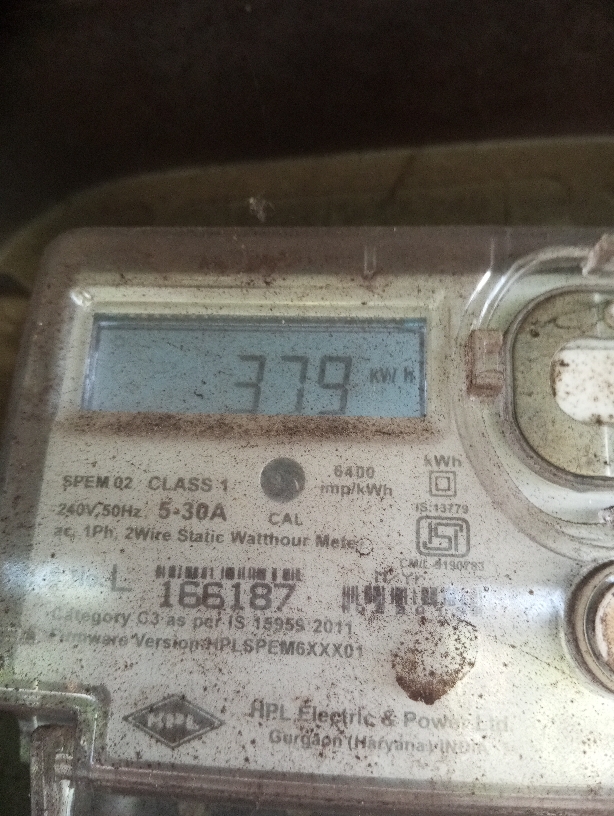 379 kW h
SPEM 02 CLASS 1
6400
imp/kWh
kWh
240V,50Hz 5-30A
CAL
IS:13779
ac, 1Ph, 2Wire Static Watthour Meter
L
166187
Category C3 as per IS 15959 2011
Firmware Version HPLSPEM6XXX01
HPL
HPL Electric & Power Ltd.
Gurgaon (Haryana) INDIA